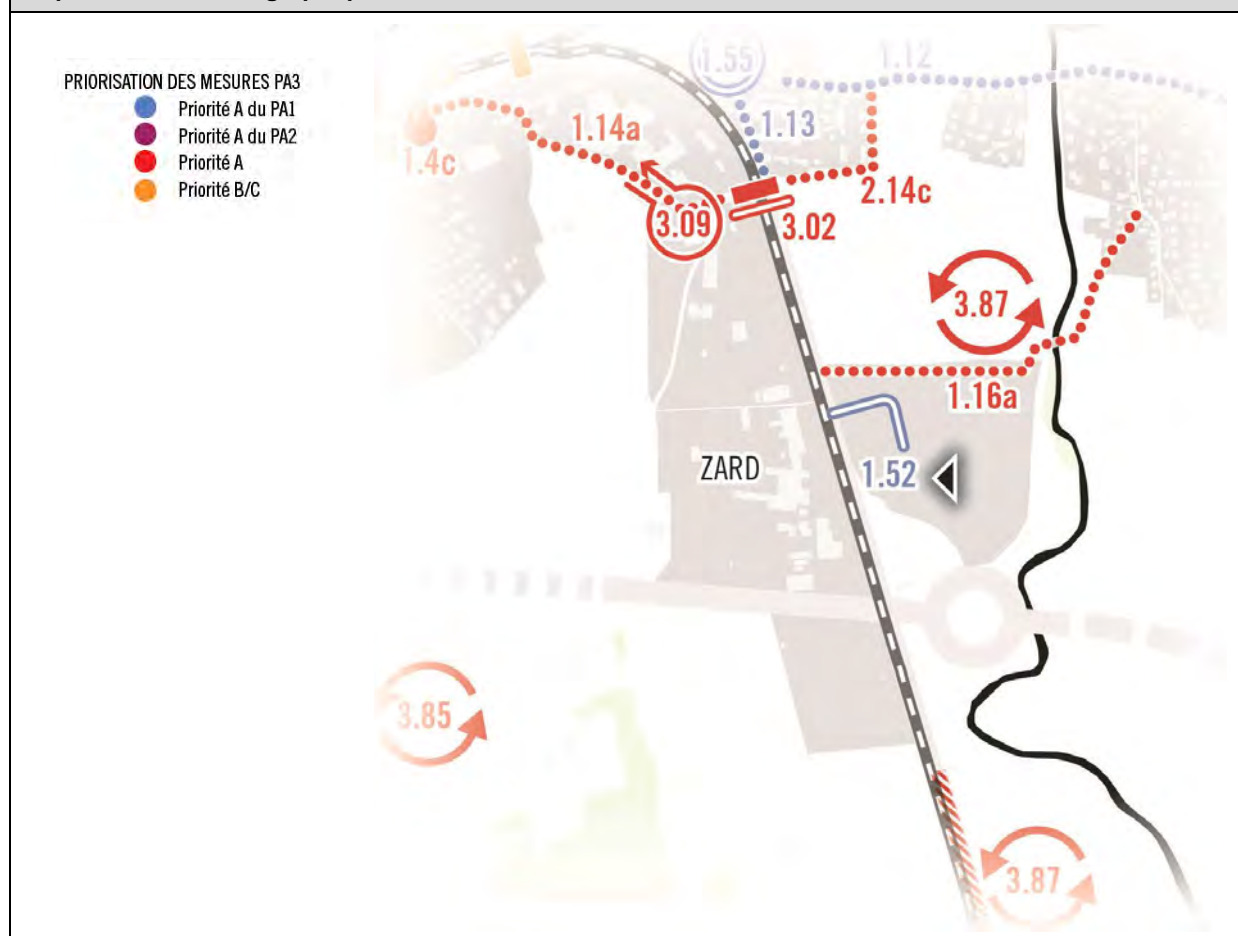 PRIORISATION DES MESURES PA3
Priorité A du PA1
Priorité A du PA2
Priorité A
Priorité B/C
1.55
1.12
1.14a
1.13
1.4c
2.14c
3.09
3.02
3.87
1.16a
ZARD
1.52
3.85
3.87